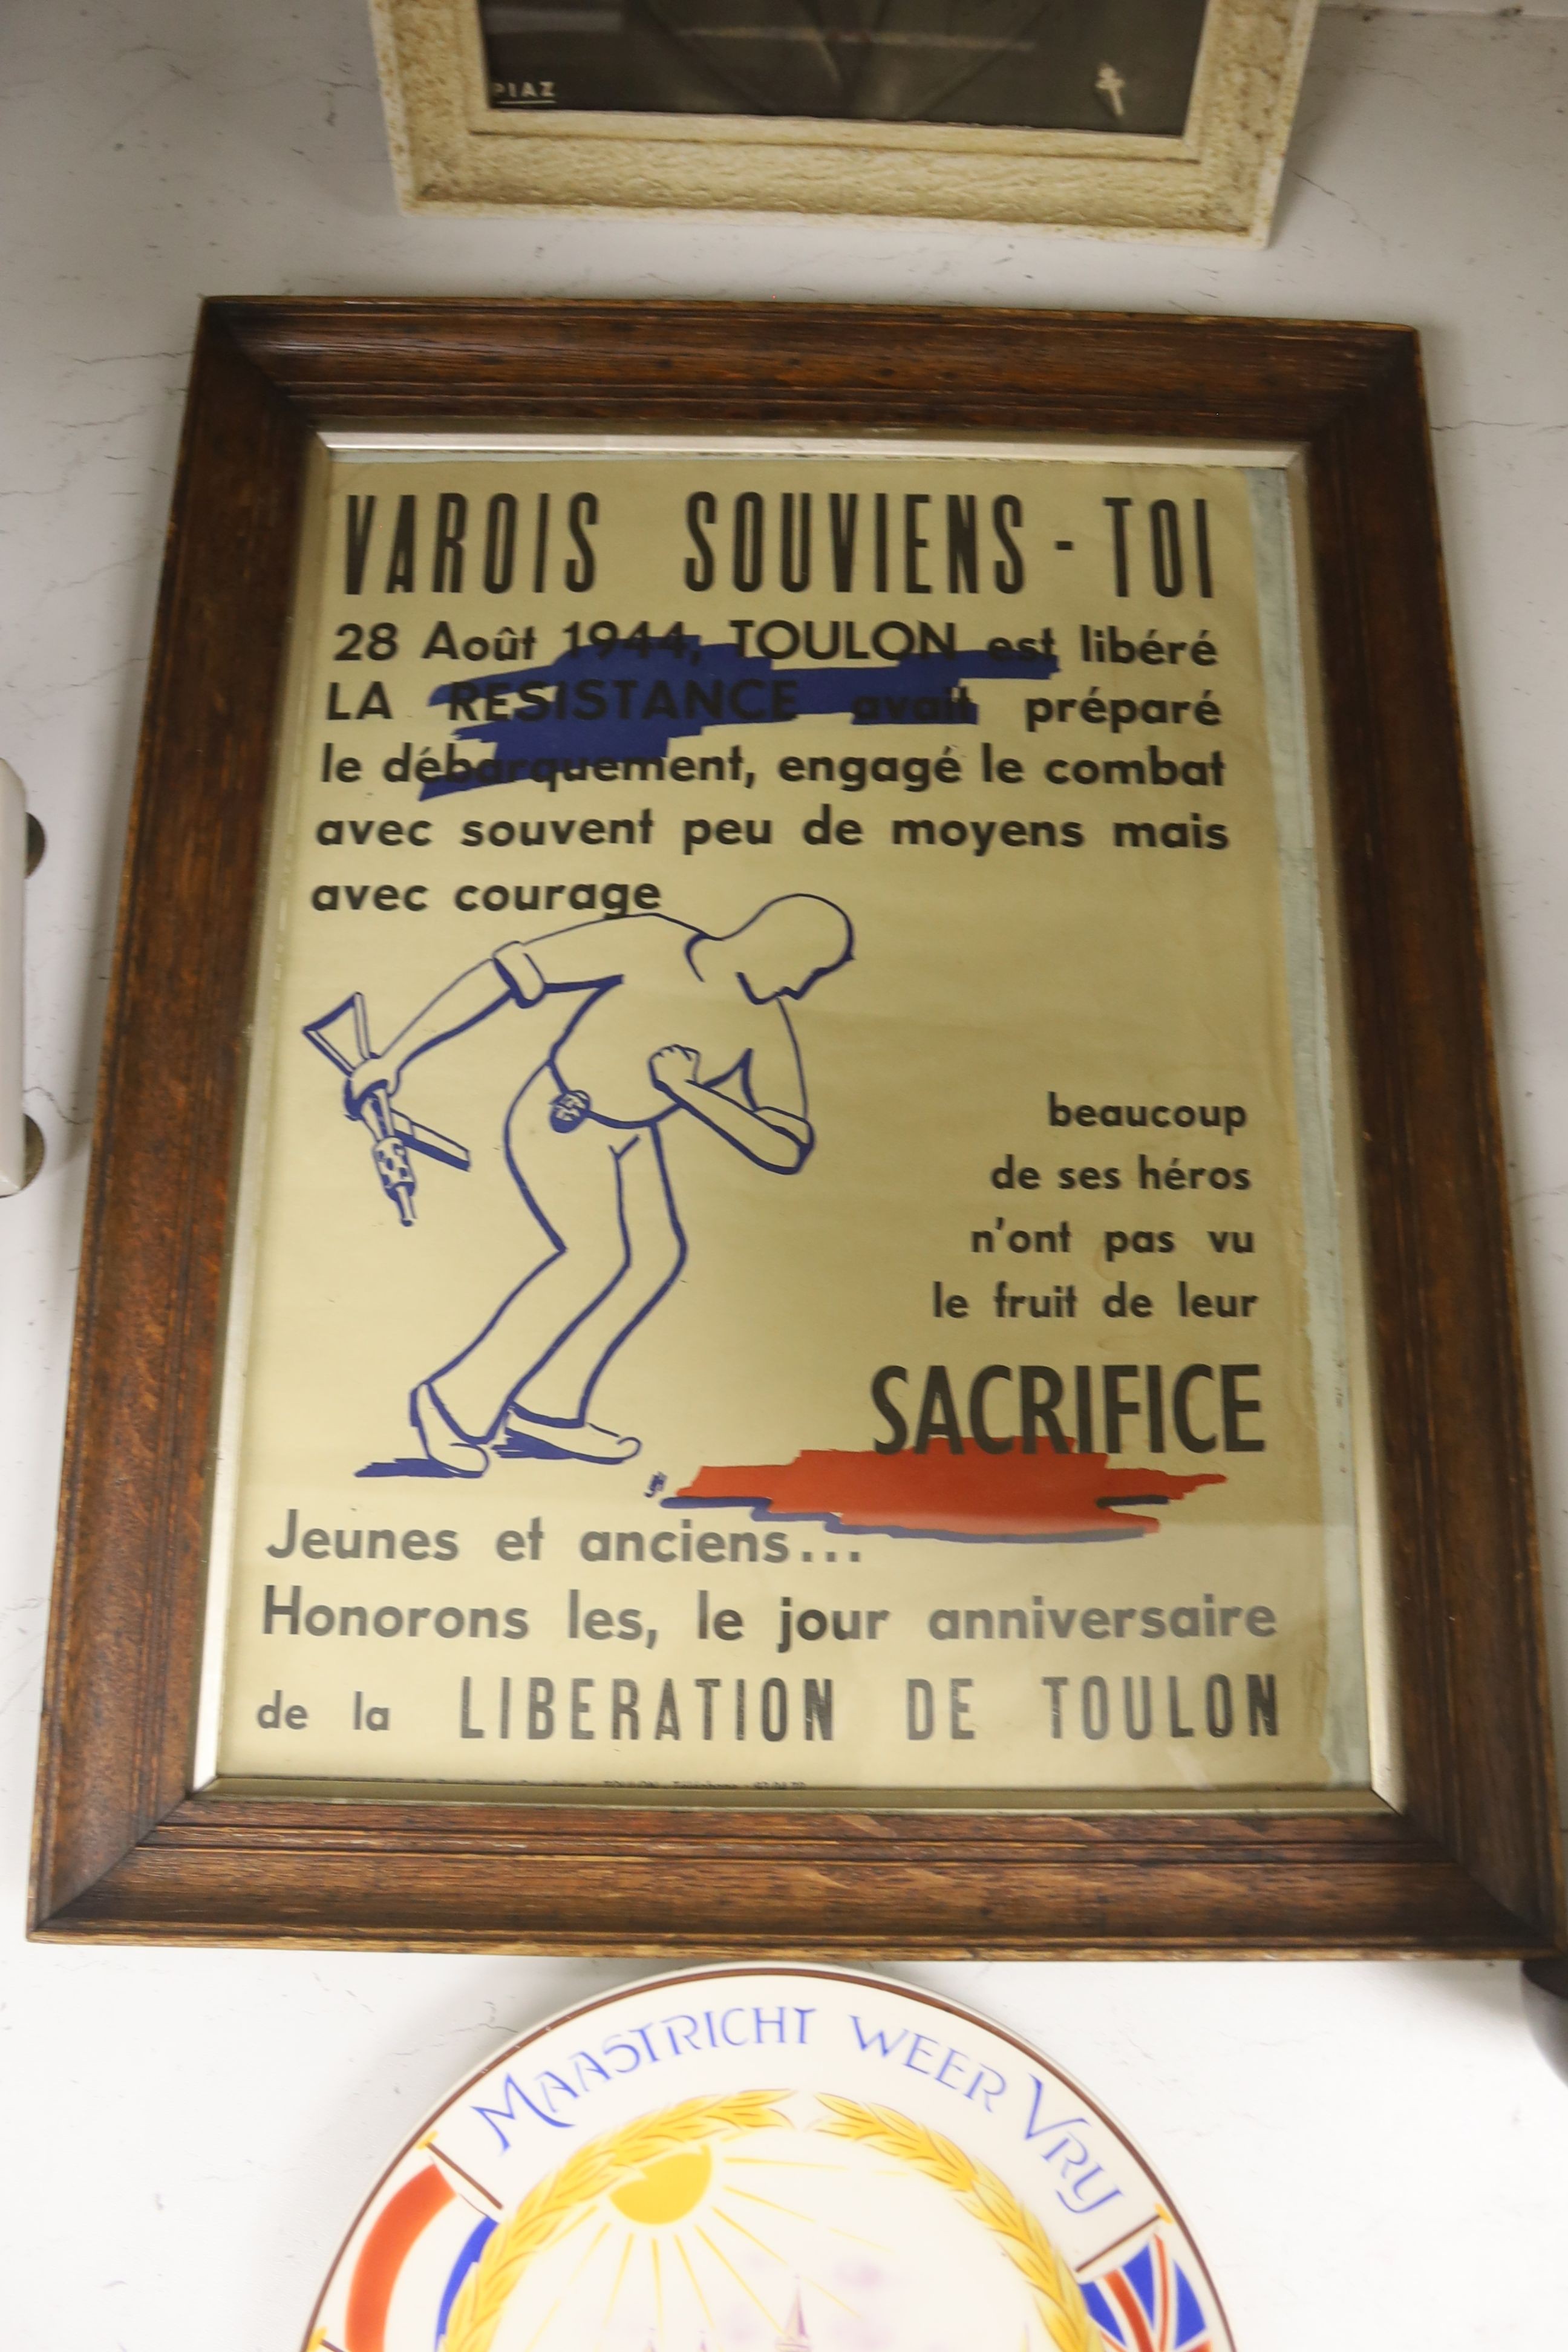 PIAZ
VAROIS SOUVIENS-TOI
28 Août 1944, TOULON est libéré
LA RESISTANCE avait préparé
le débarquement, engagé le combat
avec souvent peu de moyens mais
avec courage
beaucoup
de ses héros
n'ont pas vu
le fruit de leur
SACRIFICE
Jeunes et anciens...
Honorons les, le jour anniversaire
de la LIBERATION DE TOULON
MAASTRICHT WEER VRIJ